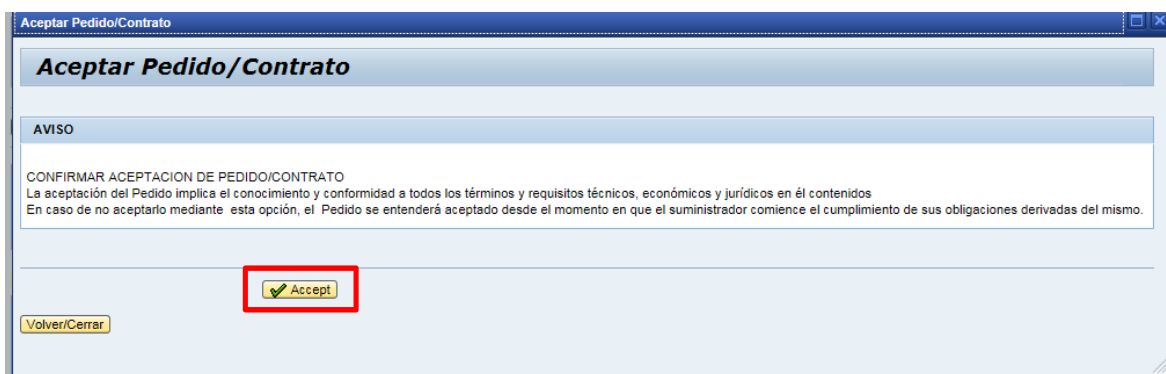 Aceptar Pedido/Contrato
Aceptar Pedido/Contrato
AVISO
CONFIRMAR ACEPTACION DE PEDIDO/CONTRATO
La aceptación del Pedido implica el conocimiento y conformidad a todos los términos y requisitos técnicos, económicos y jurídicos en él contenidos
En caso de no aceptarlo mediante esta opción, el Pedido se entenderá aceptado desde el momento en que el suministrador comience el cumplimiento de sus obligaciones derivadas del mismo.
Accept
Volver/Cerrar